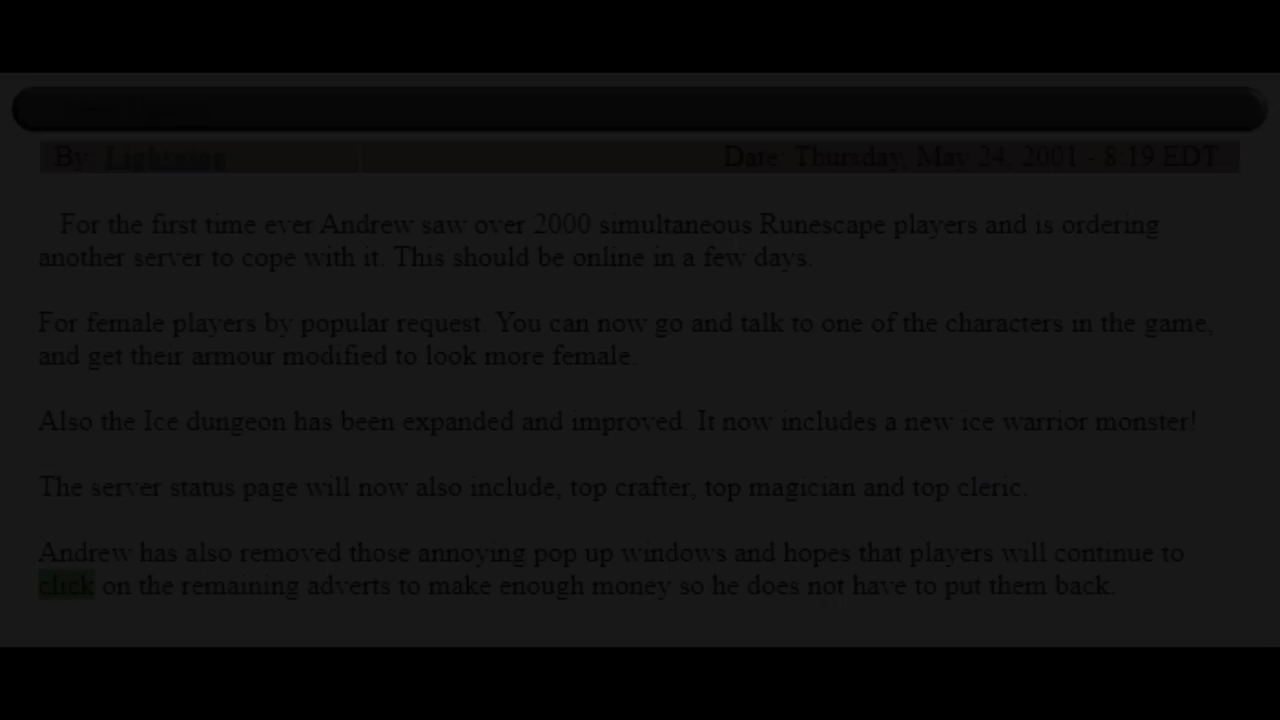 By: Lightning Date: Thursday, May 24, 2001 - 8:19 EDT
For the first time ever Andrew saw over 2000 simultaneous Runescape players and is ordering
another server to cope with it. This should be online in a few days.
For female players by popular request. You can now go and talk to one of the characters in the game,
and get their armour modified to look more female.
Also the Ice dungeon has been expanded and improved. It now includes a new ice warrior monster!
The server status page will now also include, top crafter, top magician and top cleric.
Andrew has also removed those annoying pop up windows and hopes that players will continue to
click on the remaining adverts to make enough money so he does not have to put them back.